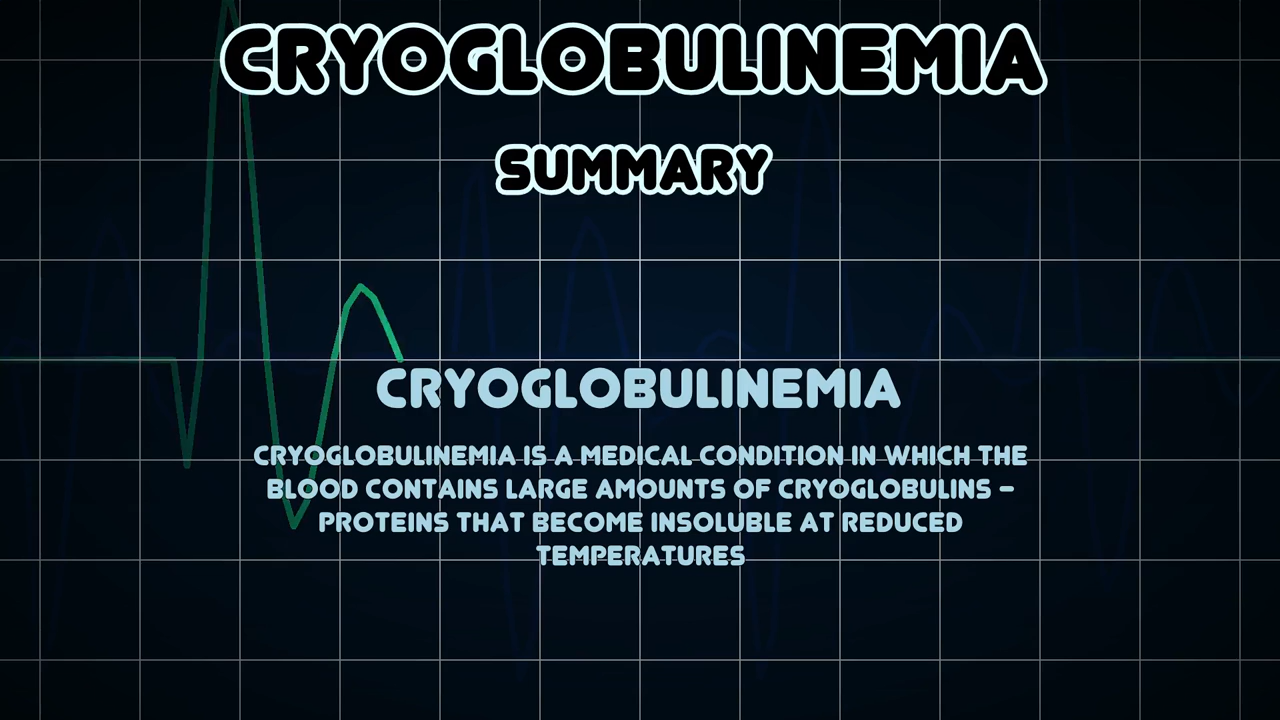 CRYOGLOBULINEMIA
SUMMARY
CRYOGLOBULINEMIA
CRYOGLOBULINEMIA IS A MEDICAL CONDITION IN WHICH THE
BLOOD CONTAINS LARGE AMOUNTS OF CRYOGLOBULINS –
PROTEINS THAT BECOME INSOLUBLE AT REDUCED
TEMPERATURES